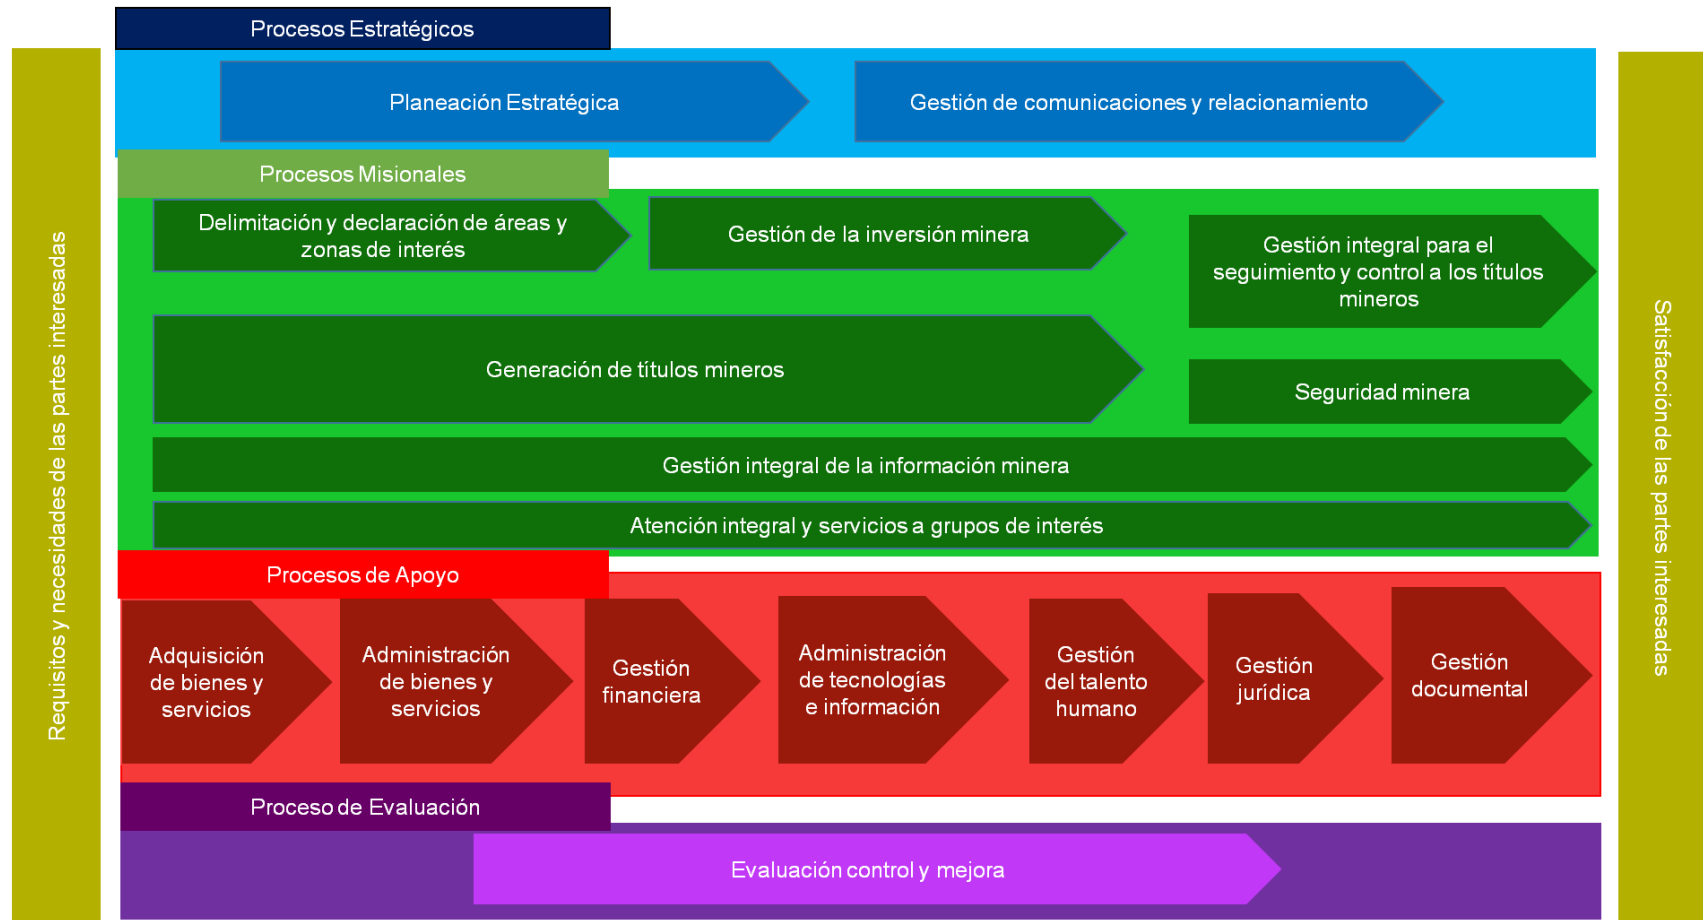 Procesos Estratégicos
Planeación Estratégica
Gestión de comunicaciones y relacionamiento
Procesos Misionales
Delimitación y declaración de áreas y
zonas de interés
Gestión de la inversión minera
Gestión integral para el
seguimiento y control a los títulos
mineros
Generación de títulos mineros
Seguridad minera
Gestión integral de la información minera
Atención integral y servicios a grupos de interés
Procesos de Apoyo
Adquisición
de bienes y
servicios
Administración
de bienes y
servicios
Gestión
financiera
Administración
de tecnologías
e información
Gestión
del talento
humano
Gestión
jurídica
Gestión
documental
Proceso de Evaluación
Evaluación control y mejora
Requisitos y necesidades de las partes interesadas
Satisfacción de las partes interesadas